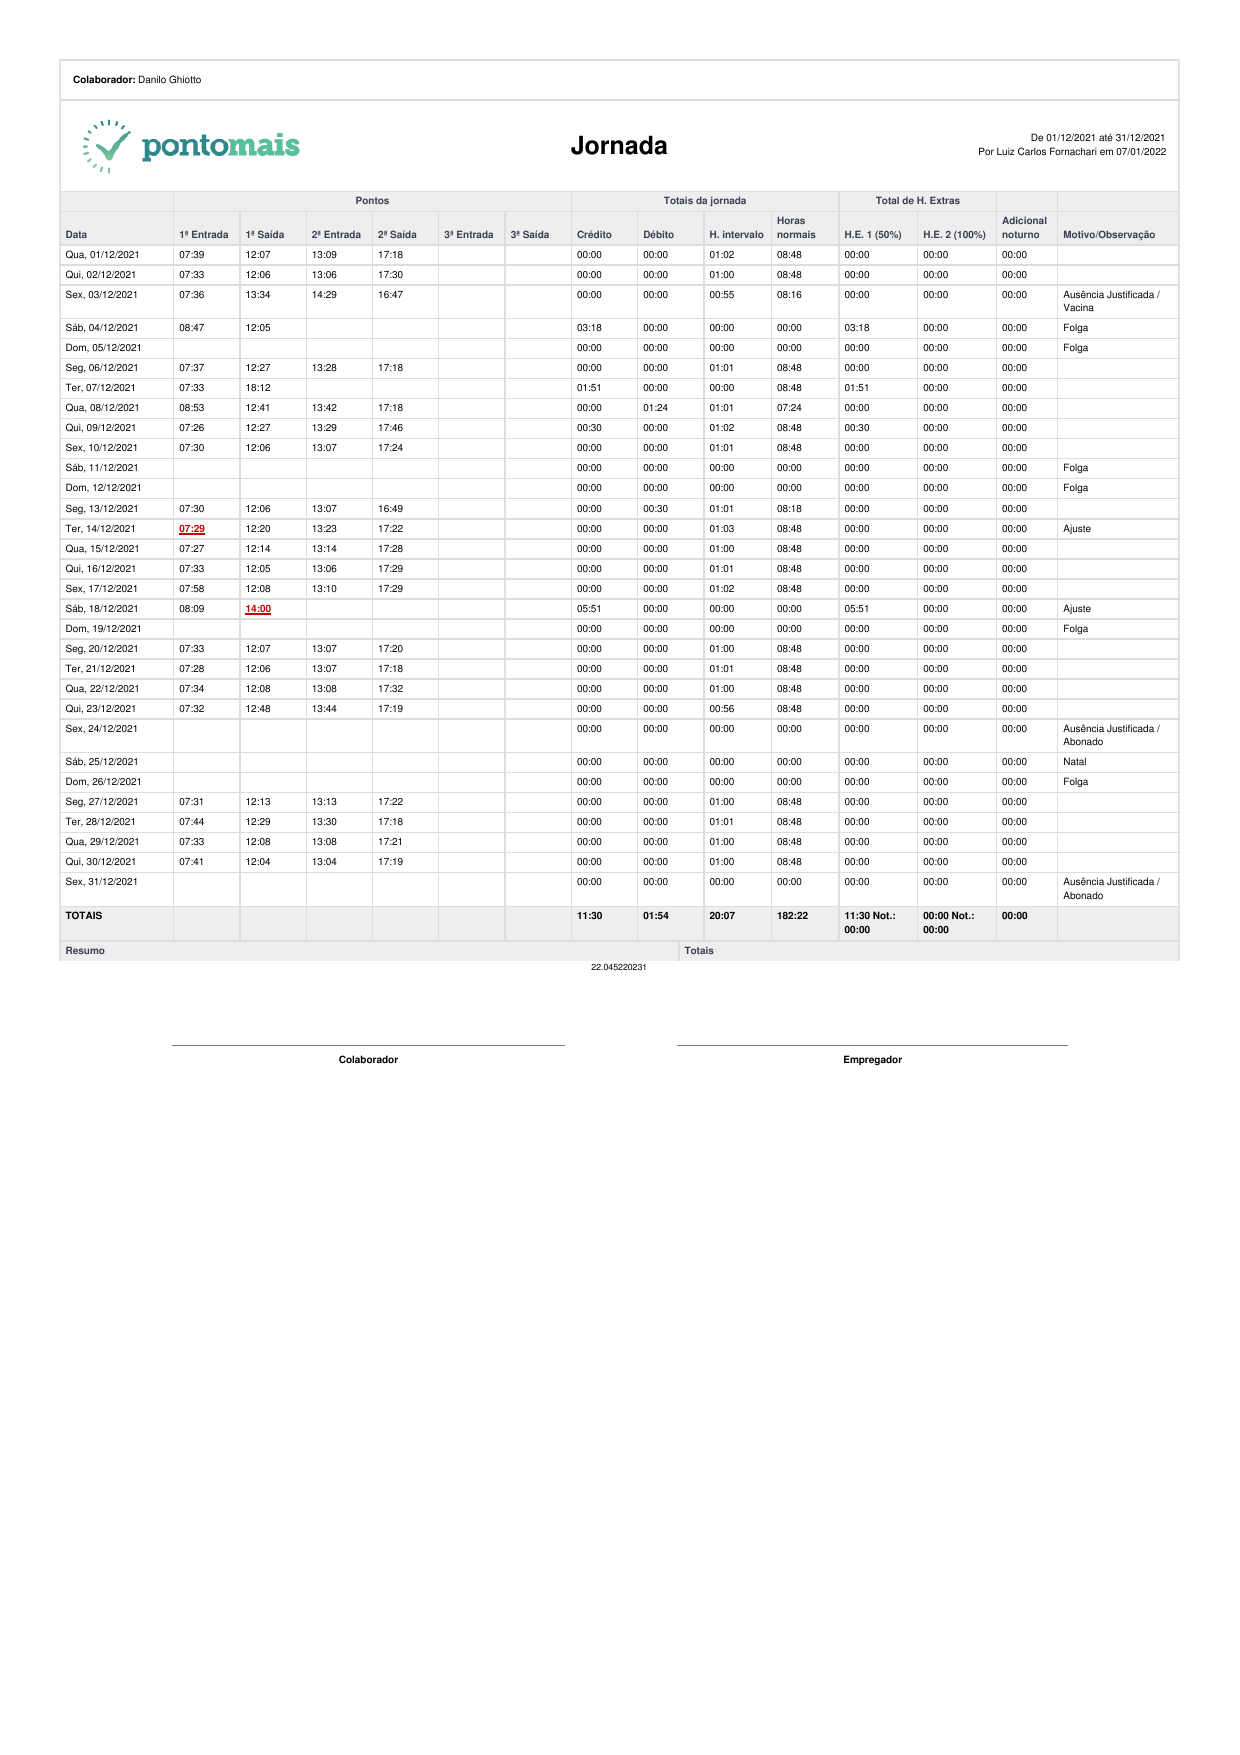 Colaborador: Danilo Ghiotto
pontomais
Jornada
De 01/12/2021 até 31/12/2021
Por Luiz Carlos Fornachari em 07/01/2022
Pontos Totais da jornada Total de H. Extras
Data 1ª Entrada 1ª Saída 2ª Entrada 2ª Saída 3ª Entrada 3ª Saída Crédito Débito H. intervalo Horas normais H.E. 1 (50%) H.E. 2 (100%) Adicional noturno Motivo/Observação
Qua, 01/12/2021 07:39 12:07 13:09 17:18 00:00 00:00 01:02 08:48 00:00 00:00 00:00
Qui, 02/12/2021 07:33 12:06 13:06 17:30 00:00 00:00 01:00 08:48 00:00 00:00 00:00
Sex, 03/12/2021 07:36 13:34 14:29 16:47 00:00 00:00 00:55 08:16 00:00 00:00 00:00 Ausência Justificada /
Vacina
Sáb, 04/12/2021 08:47 12:05 03:18 00:00 00:00 00:00 03:18 00:00 00:00 Folga
Dom, 05/12/2021 00:00 00:00 00:00 00:00 00:00 00:00 00:00 Folga
Seg, 06/12/2021 07:37 12:27 13:28 17:18 00:00 00:00 01:01 08:48 00:00 00:00 00:00
Ter, 07/12/2021 07:33 18:12 01:51 00:00 00:00 08:48 01:51 00:00 00:00
Qua, 08/12/2021 08:53 12:41 13:42 17:18 00:00 01:24 01:01 07:24 00:00 00:00 00:00
Qui, 09/12/2021 07:26 12:27 13:29 17:46 00:30 00:00 01:02 08:48 00:30 00:00 00:00
Sex, 10/12/2021 07:30 12:06 13:07 17:24 00:00 00:00 01:01 08:48 00:00 00:00 00:00
Sáb, 11/12/2021 00:00 00:00 00:00 00:00 00:00 00:00 00:00 Folga
Dom, 12/12/2021 00:00 00:00 00:00 00:00 00:00 00:00 00:00 Folga
Seg, 13/12/2021 07:30 12:06 13:07 16:49 00:00 00:30 01:01 08:18 00:00 00:00 00:00
Ter, 14/12/2021 07:29 12:20 13:23 17:22 00:00 00:00 01:03 08:48 00:00 00:00 00:00 Ajuste
Qua, 15/12/2021 07:27 12:14 13:14 17:28 00:00 00:00 01:00 08:48 00:00 00:00 00:00
Qui, 16/12/2021 07:33 12:05 13:06 17:29 00:00 00:00 01:01 08:48 00:00 00:00 00:00
Sex, 17/12/2021 07:58 12:08 13:10 17:29 00:00 00:00 01:02 08:48 00:00 00:00 00:00
Sáb, 18/12/2021 08:09 14:00 05:51 00:00 00:00 00:00 05:51 00:00 00:00 Ajuste
Dom, 19/12/2021 00:00 00:00 00:00 00:00 00:00 00:00 00:00 Folga
Seg, 20/12/2021 07:33 12:07 13:07 17:20 00:00 00:00 01:00 08:48 00:00 00:00 00:00
Ter, 21/12/2021 07:28 12:06 13:07 17:18 00:00 00:00 01:01 08:48 00:00 00:00 00:00
Qua, 22/12/2021 07:34 12:08 13:08 17:32 00:00 00:00 01:00 08:48 00:00 00:00 00:00
Qui, 23/12/2021 07:32 12:48 13:44 17:19 00:00 00:00 00:56 08:48 00:00 00:00 00:00
Sex, 24/12/2021 00:00 00:00 00:00 00:00 00:00 00:00 00:00 Ausência Justificada /
Abonado
Sáb, 25/12/2021 00:00 00:00 00:00 00:00 00:00 00:00 00:00 Natal
Dom, 26/12/2021 00:00 00:00 00:00 00:00 00:00 00:00 00:00 Folga
Seg, 27/12/2021 07:31 12:13 13:13 17:22 00:00 00:00 01:00 08:48 00:00 00:00 00:00
Ter, 28/12/2021 07:44 12:29 13:30 17:18 00:00 00:00 01:01 08:48 00:00 00:00 00:00
Qua, 29/12/2021 07:33 12:08 13:08 17:21 00:00 00:00 01:00 08:48 00:00 00:00 00:00
Qui, 30/12/2021 07:41 12:04 13:04 17:19 00:00 00:00 01:00 08:48 00:00 00:00 00:00
Sex, 31/12/2021 00:00 00:00 00:00 00:00 00:00 00:00 00:00 Ausência Justificada /
Abonado
TOTAIS 11:30 01:54 20:07 182:22 11:30 Not.: 00:00 00:00 Not.: 00:00 00:00
Resumo Totais
22.045220231
Colaborador Empregador